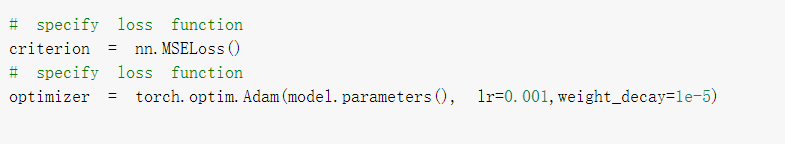 # specify loss function
criterion = nn.MSELoss()
# specify loss function
optimizer = torch.optim.Adam(model.parameters(), lr=0.001,weight_decay=1e-5)